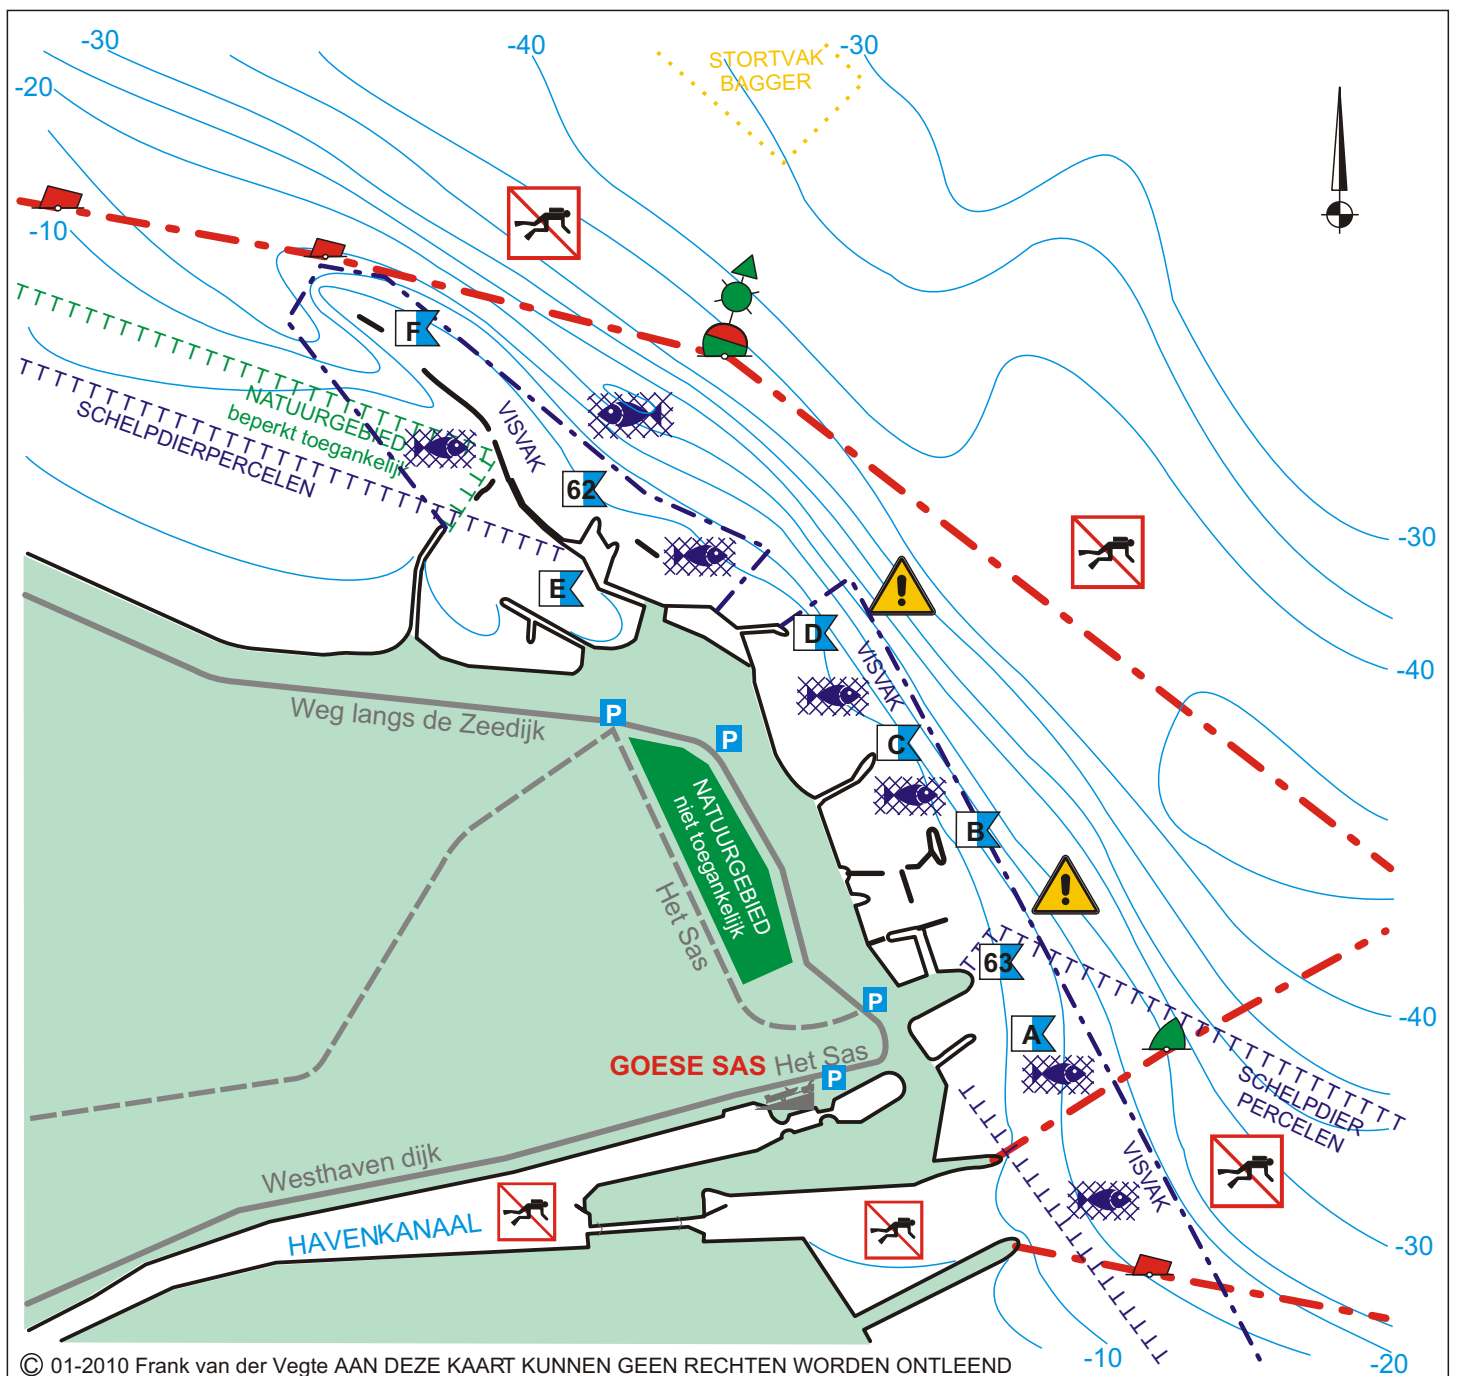 -30
-40
-30
STORTVAK
BAGGER
-20
-10
F
NATUURGEBIED
beperkt toegankelijk
SCHELPDIERPERCELEN
VISVAK
62
-30
E
D
VISVAK
-40
Weg langs de Zeedijk
P
P
C
B
NATUURGEBIED
niet toegankelijk
Het Sas
63
P
-40
A
GOESE SAS Het Sas
P
SCHELPDIER
PERCELEN
Westhaven dijk
VISVAK
HAVENKANAAL
-30
-10
-20
© 01-2010 Frank van der Vegte AAN DEZE KAART KUNNEN GEEN RECHTEN WORDEN ONTLEEND